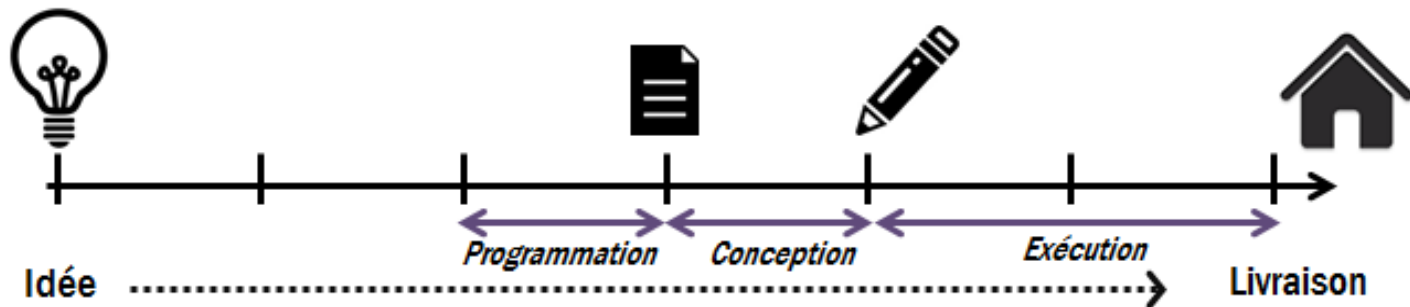 Programmation
Conception
Exécution
Idée
Livraison